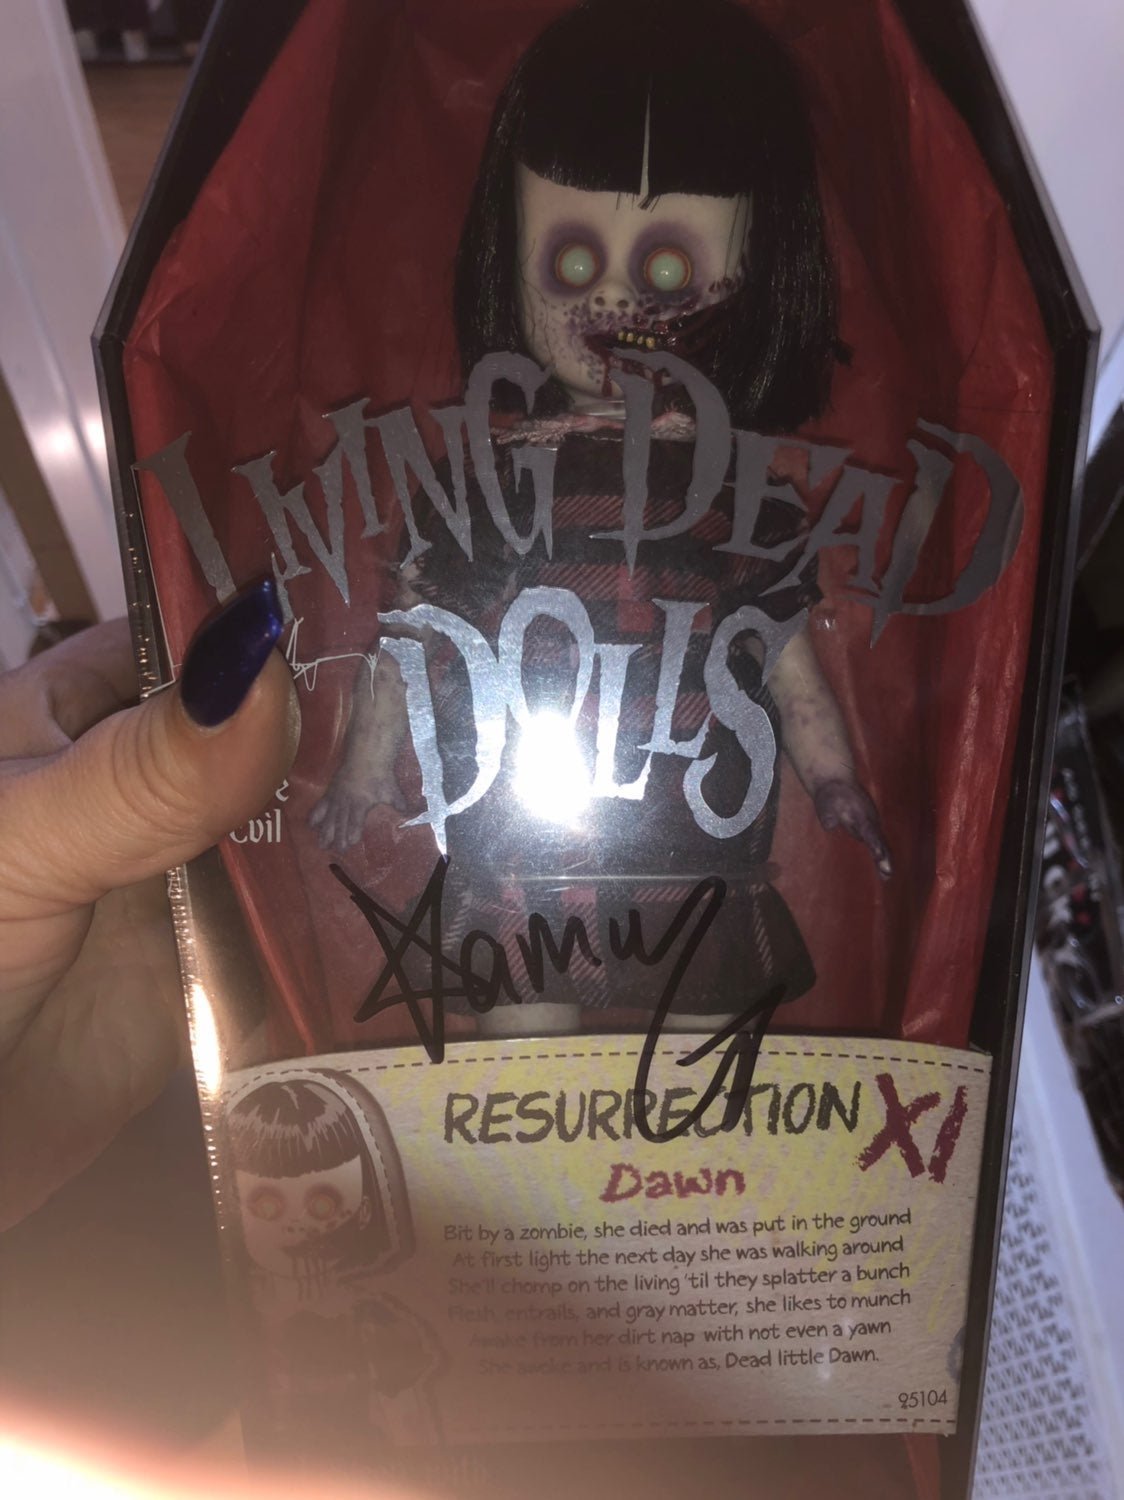 LIVING DEAD
DOLLS
Evil
RESURRECTION XI
Dawn
Bit by a zombie, she died and was put in the ground
At first light the next day she was walking around
She'll chomp on the living 'til they splatter a bunch
Flesh, entrails, and gray matter, she likes to munch
Awake from her dirt nap with not even a yawn
She awoke and is known as, Dead little Dawn.
95104